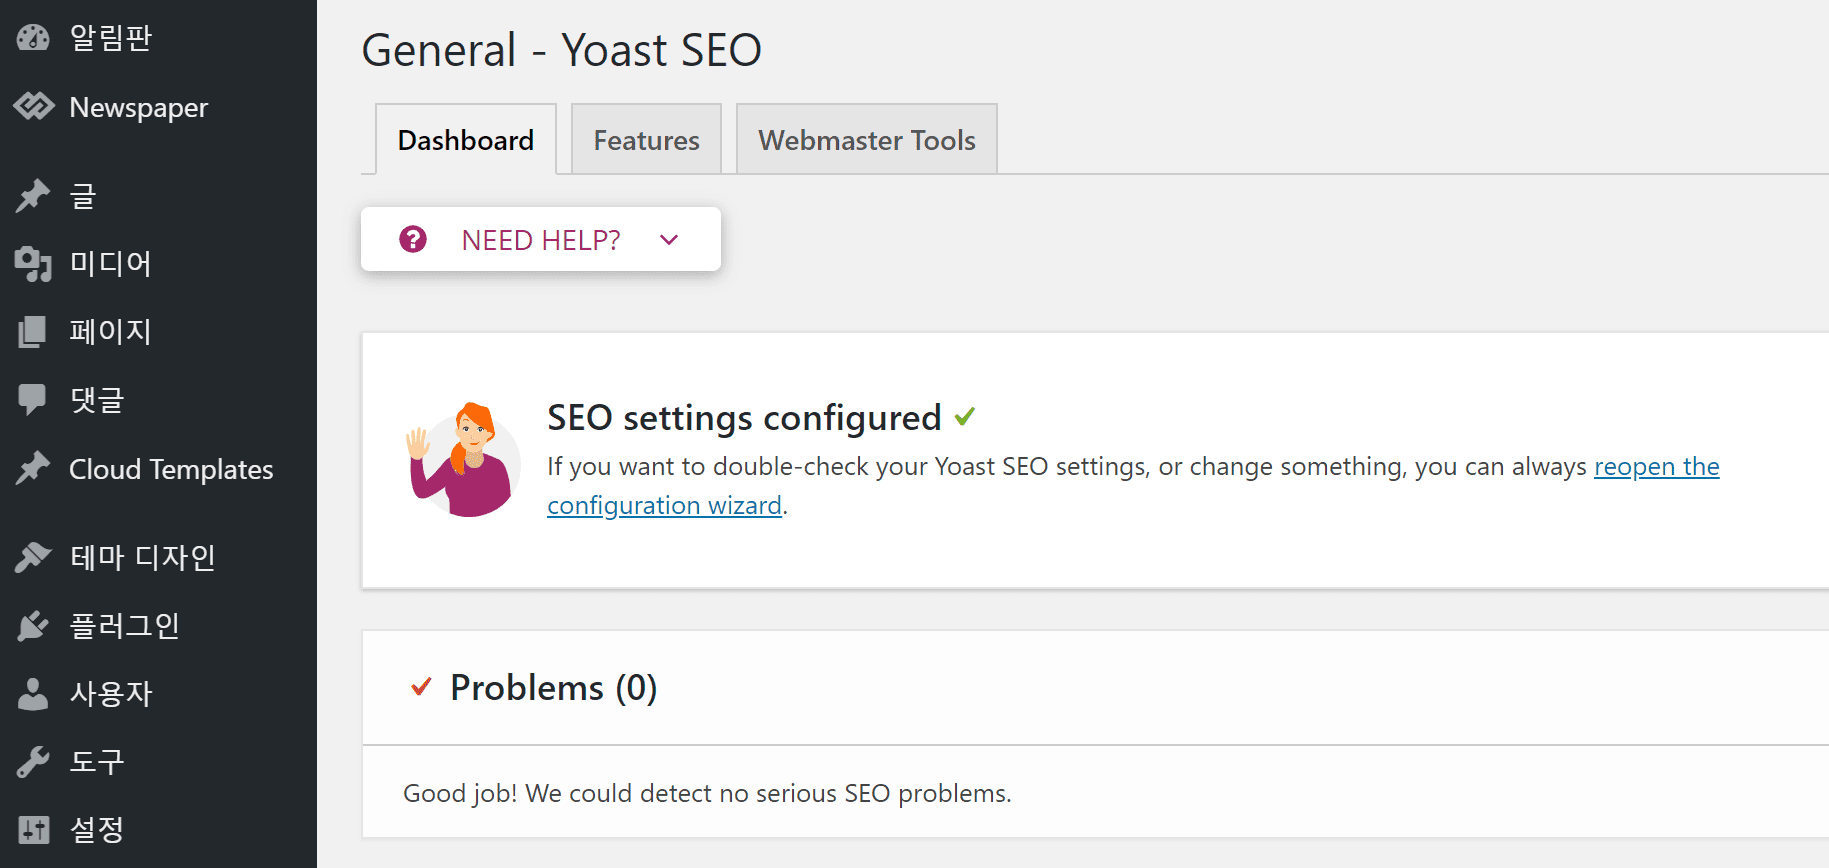 알림판
Newspaper
글
미디어
페이지
댓글
Cloud Templates
테마 디자인
플러그인
사용자
도구
설정
General - Yoast SEO
Dashboard
Features
Webmaster Tools
NEED HELP?
SEO settings configured
If you want to double-check your Yoast SEO settings, or change something, you can always reopen the
configuration wizard.
Problems (0)
Good job! We could detect no serious SEO problems.